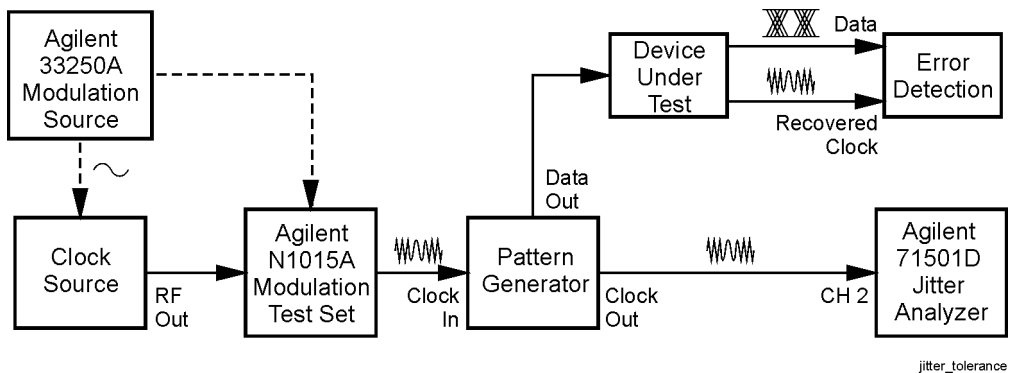 Agilent
33250A
Modulation
Source
Device
Under
Test
Data
Recovered
Clock
Error
Detection
Clock
Source
RF
Out
Agilent
N1015A
Modulation
Test Set
Clock
In
Data
Out
Pattern
Generator
Clock
Out
CH 2
Agilent
71501D
Jitter
Analyzer
jitter_tolerance